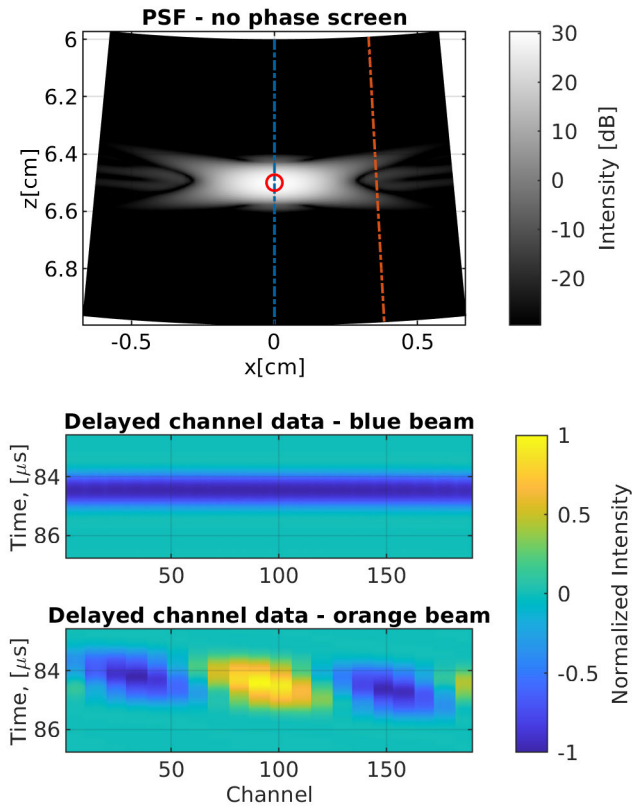 PSF - no phase screen
6
6.2
6.4
6.6
6.8
z[cm]
-0.5 0 0.5
x[cm]
30
20
10
0
-10
-20
Intensity [dB]
Delayed channel data - blue beam
84
86
Time, [μs]
50 100 150
Delayed channel data - orange beam
84
86
Time, [μs]
50 100 150
Channel
1
0.5
0
-0.5
-1
Normalized Intensity